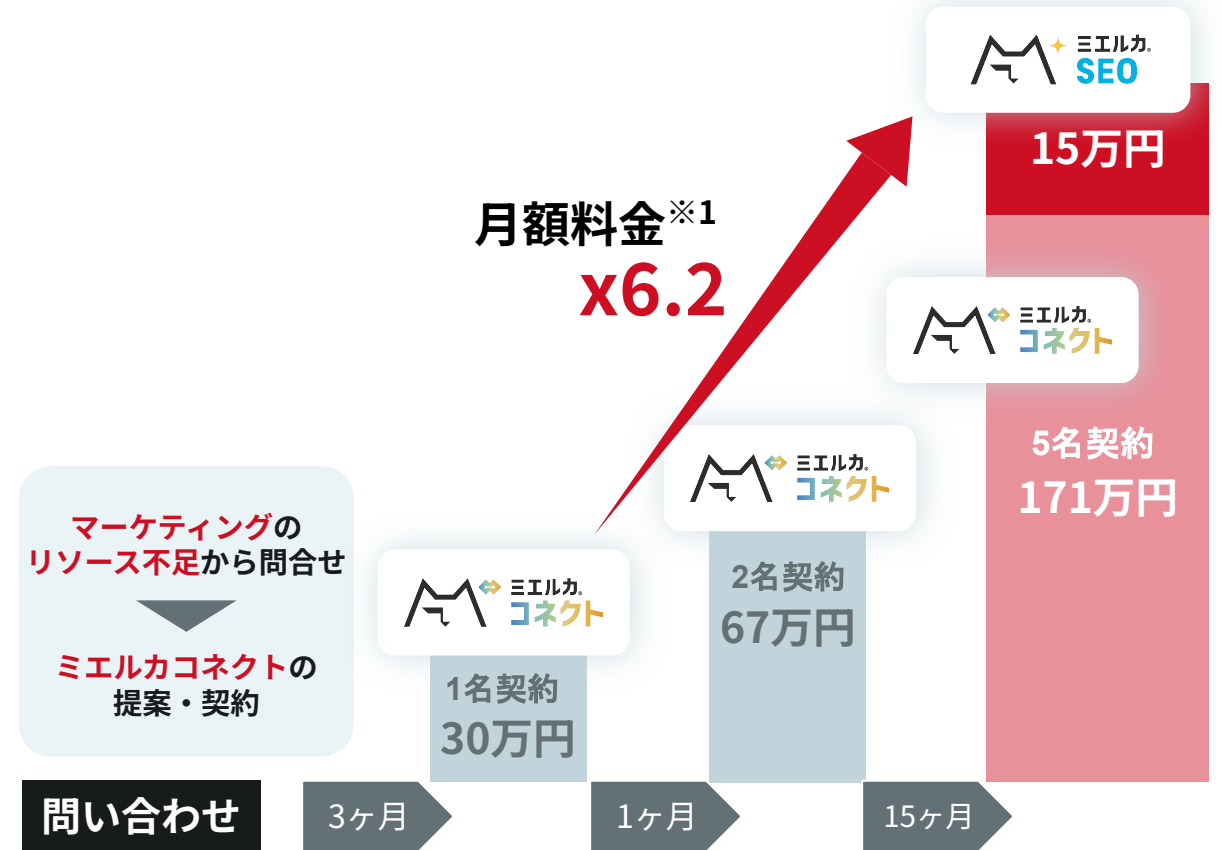 ミエルカ®
SEO
15万円
月額料金※1
x6.2
ミエルカ®
コネクト
5名契約
171万円
ミエルカ®
コネクト
2名契約
67万円
ミエルカ®
コネクト
1名契約
30万円
マーケティングの
リソース不足から問合せ
ミエルカコネクトの
提案・契約
問い合わせ
3ヶ月
1ヶ月
15ヶ月